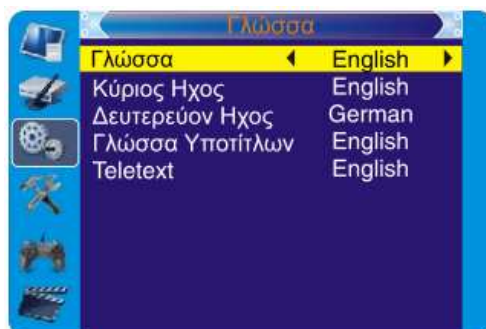 Γλώσσα
Γλώσσα English
Κύριος Ηχος English
Δευτερεύον Ηχος German
Γλώσσα Υποτίτλων English
Teletext English